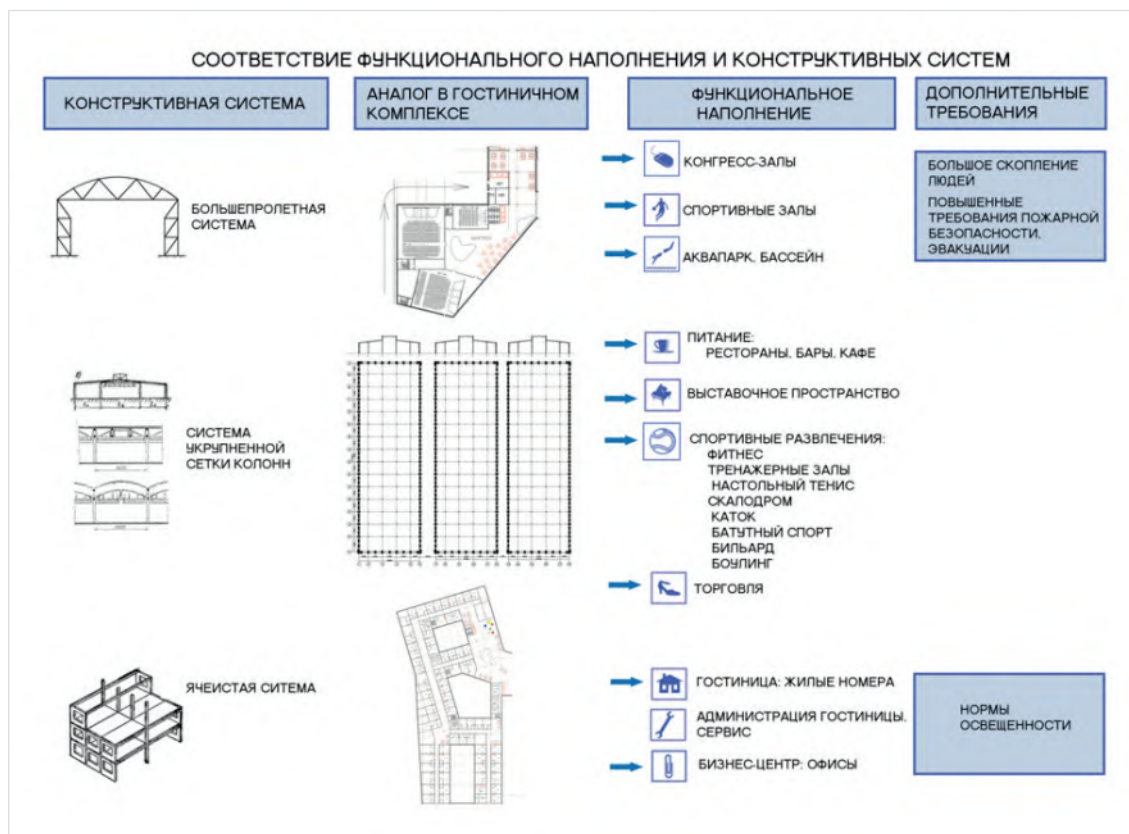 СООТВЕТСТВИЕ ФУНКЦИОНАЛЬНОГО НАПОЛНЕНИЯ И КОНСТРУКТИВНЫХ СИСТЕМ
КОНСТРУКТИВНАЯ СИСТЕМА
АНАЛОГ В ГОСТИНИЧНОМ
КОМПЛЕКСЕ
ФУНКЦИОНАЛЬНОЕ
НАПОЛНЕНИЕ
ДОПОЛНИТЕЛЬНЫЕ
ТРЕБОВАНИЯ
БОЛЬШЕПРОЛЕТНАЯ
СИСТЕМА
КОНГРЕСС-ЗАЛЫ
СПОРТИВНЫЕ ЗАЛЫ
АКВАПАРК, БАССЕЙН
БОЛЬШОЕ СКОПЛЕНИЕ
ЛЮДЕЙ
ПОВЫШЕННЫЕ
ТРЕБОВАНИЯ ПОЖАРНОЙ
БЕЗОПАСНОСТИ,
ЭВАКУАЦИИ
СИСТЕМА
УКРУПНЕННОЙ
СЕТКИ КОЛОНН
ПИТАНИЕ:
РЕСТОРАНЫ, БАРЫ, КАФЕ
ВЫСТАВОЧНОЕ ПРОСТРАНСТВО
СПОРТИВНЫЕ РАЗВЛЕЧЕНИЯ:
ФИТНЕС
ТРЕНАЖЕРНЫЕ ЗАЛЫ
НАСТОЛЬНЫЙ ТЕНИС
СКАЛОДРОМ
КАТОК
БАТУТНЫЙ СПОРТ
БИЛЬЯРД
БОУЛИНГ
ТОРГОВЛЯ
ЯЧЕИСТАЯ СИТЕМА
ГОСТИНИЦА: ЖИЛЫЕ НОМЕРА
АДМИНИСТРАЦИЯ ГОСТИНИЦЫ,
СЕРВИС
БИЗНЕС-ЦЕНТР: ОФИСЫ
НОРМЫ
ОСВЕЩЕННОСТИ